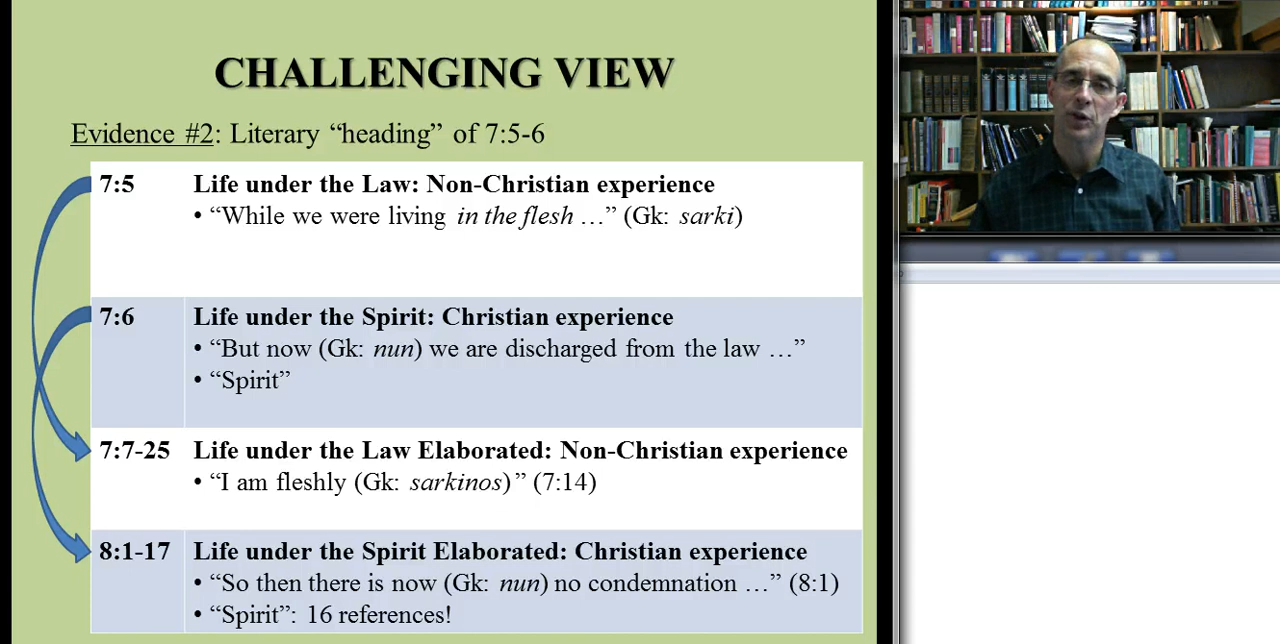 CHALLENGING VIEW
Evidence #2: Literary “heading” of 7:5-6
7:5 Life under the Law: Non-Christian experience
• “While we were living in the flesh …” (Gk: sarki)
7:6 Life under the Spirit: Christian experience
• “But now (Gk: nun) we are discharged from the law …”
• “Spirit”
7:7-25 Life under the Law Elaborated: Non-Christian experience
• “I am fleshly (Gk: sarkinos) ” (7:14)
8:1-17 Life under the Spirit Elaborated: Christian experience
• “So then there is now (Gk: nun) no condemnation …” (8:1)
• “Spirit”: 16 references!